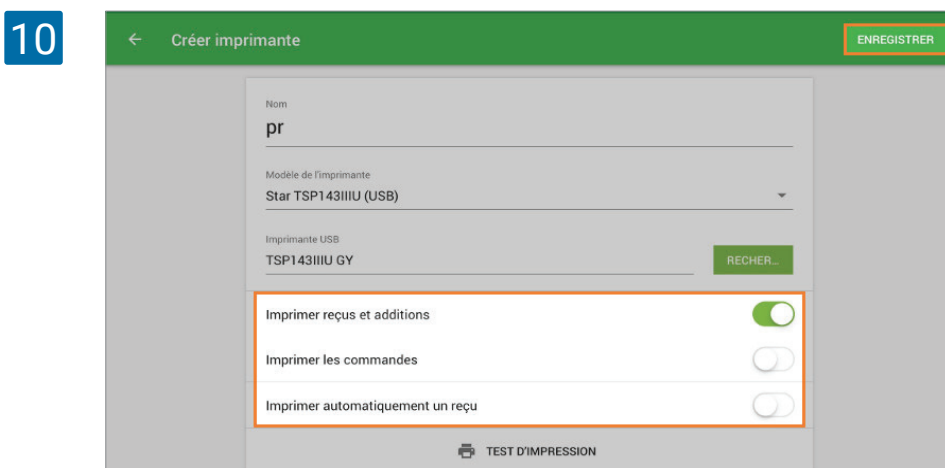 10
Créer imprimante
ENREGISTRER
Nom
pr
Modèle de l'imprimante
Star TSP143IIIU (USB)
Imprimante USB
TSP143IIIU GY
RECHER...
Imprimer reçus et additions
Imprimer les commandes
Imprimer automatiquement un reçu
TEST D'IMPRESSION